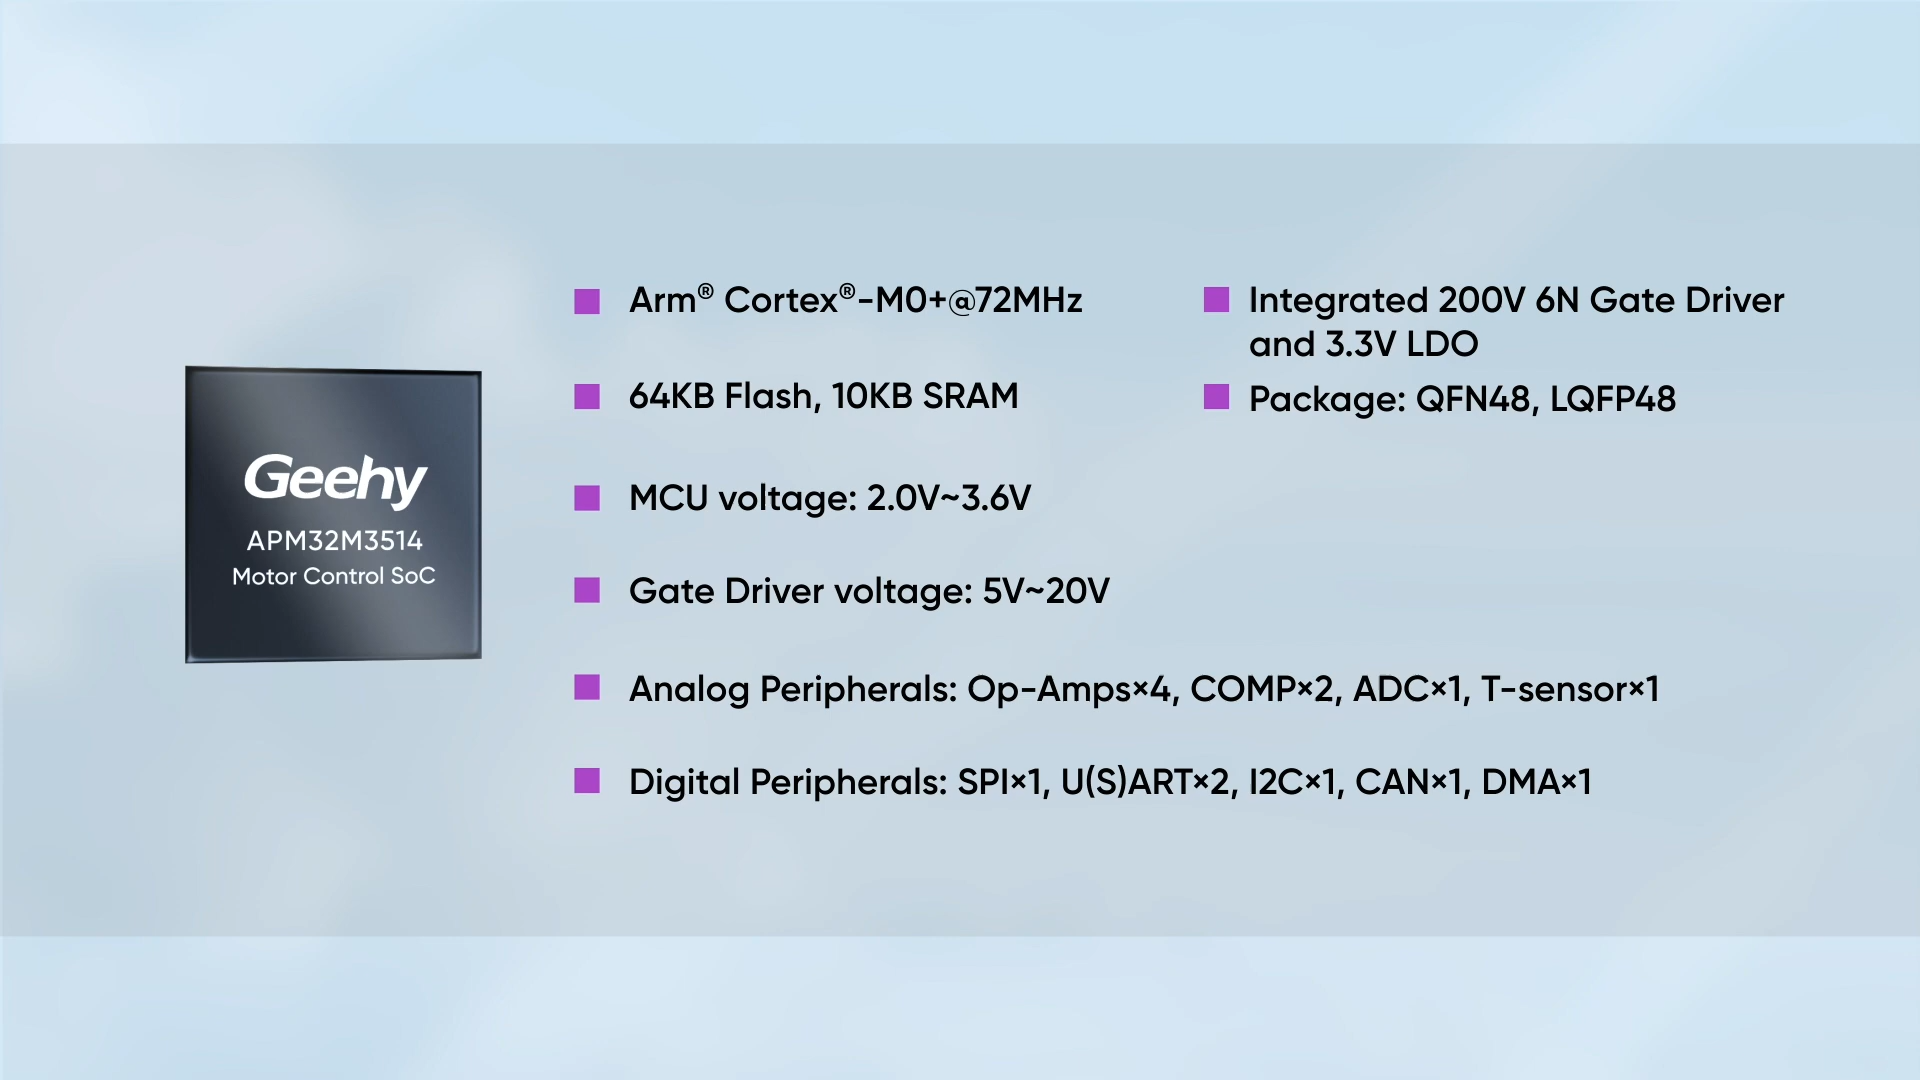 Geehy
APM32M3514
Motor Control SoC
Arm® Cortex®-M0+@72MHz
64KB Flash, 10KB SRAM
MCU voltage: 2.0V~3.6V
Gate Driver voltage: 5V~20V
Analog Peripherals: Op-Amps×4, COMP×2, ADC×1, T-sensor×1
Digital Peripherals: SPI×1, U(S)ART×2, I2C×1, CAN×1, DMA×1
Integrated 200V 6N Gate Driver
and 3.3V LDO
Package: QFN48, LQFP48